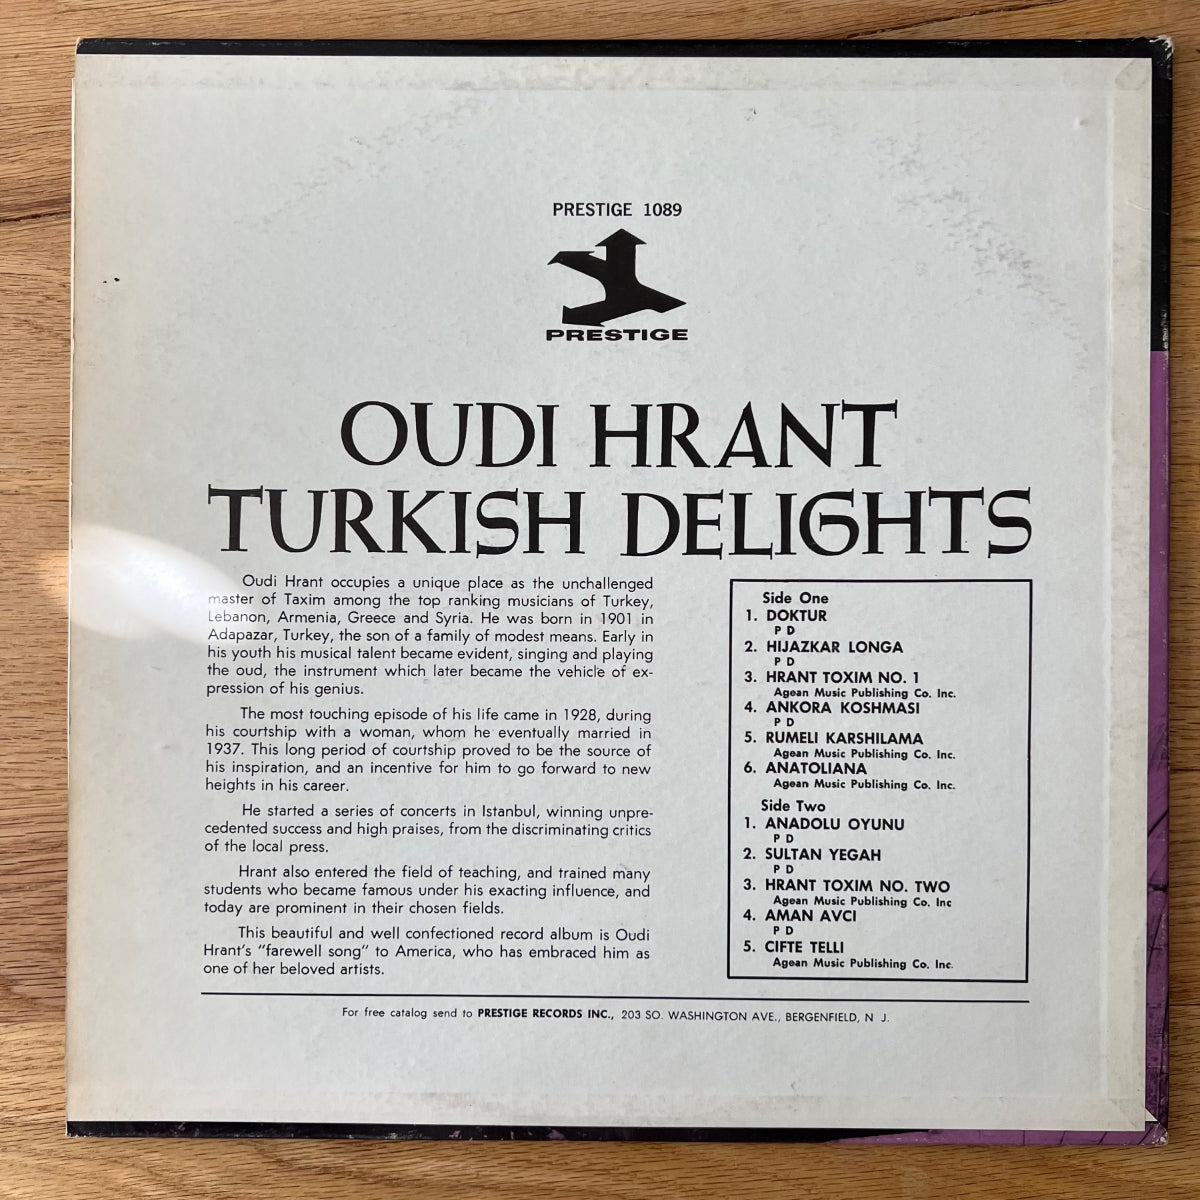 PRESTIGE 1089
PRESTIGE
OUDI HRANT
TURKISH DELIGHTS
Oudi Hrant occupies a unique place as the unchallenged
master of Taxim among the top ranking musicians of Turkey,
Lebanon, Armenia, Greece and Syria. He was born in 1901 in
Adapazar, Turkey, the son of a family of modest means. Early in
his youth his musical talent became evident, singing and playing
the oud, the instrument which later became the vehicle of ex-
pression of his genius.
The most touching episode of his life came in 1928, during
his courtship with a woman, whom he eventually married in
1937. This long period of courtship proved to be the source of
his inspiration, and an incentive for him to go forward to new
heights in his career.
He started a series of concerts in Istanbul, winning unpre-
cedented success and high praises, from the discriminating critics
of the local press.
Hrant also entered the field of teaching, and trained many
students who became famous under his exacting influence, and
today are prominent in their chosen fields.
This beautiful and well confectioned record album is Oudi
Hrant's "farewell song" to America, who has embraced him as
one of her beloved artists.
Side One
1. DOKTUR
P D
2. HIJAZKAR LONGA
P D
3. HRANT TOXIM NO. 1
Agean Music Publishing Co. Inc.
4. ANKORA KOSHMASI
P D
5. RUMELI KARSHILAMA
Agean Music Publishing Co. Inc.
6. ANATOLIANA
Agean Music Publishing Co. Inc.
Side Two
1. ANADOLU OYUNU
P D
2. SULTAN YEGAH
P D
3. HRANT TOXIM NO. TWO
Agean Music Publishing Co. Inc
4. AMAN AVCI
P D
5. CIFTE TELLI
Agean Music Publishing Co. Inc.
For free catalog send to PRESTIGE RECORDS INC., 203 SO. WASHINGTON AVE., BERGENFIELD, N J.